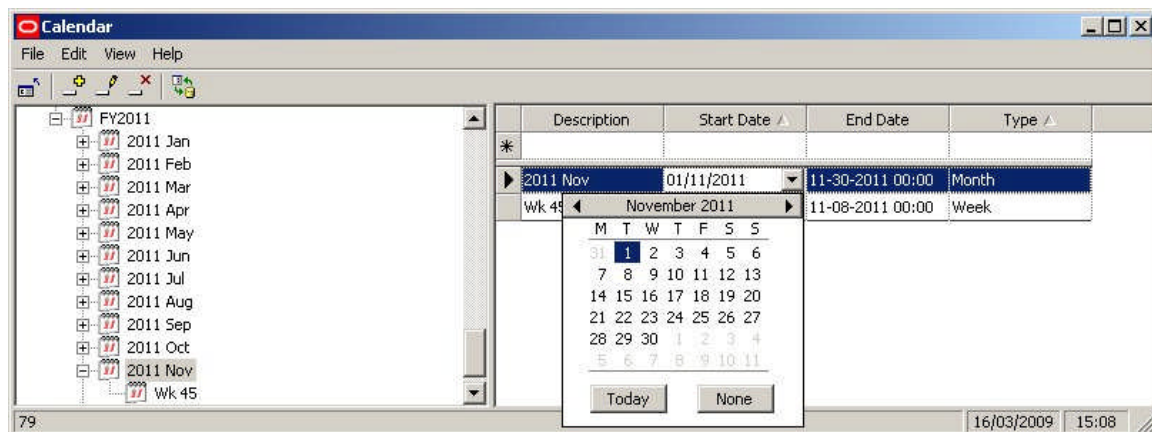 Calendar
File Edit View Help
FY2011
2011 Jan
2011 Feb
2011 Mar
2011 Apr
2011 May
2011 Jun
2011 Jul
2011 Aug
2011 Sep
2011 Oct
2011 Nov
Wk 45
Description Start Date End Date Type
2011 Nov 01/11/2011 11-30-2011 00:00 Month
Wk 45 11-08-2011 00:00 Week
November 2011
M T W T F S S
31 1 2 3 4 5 6
7 8 9 10 11 12 13
14 15 16 17 18 19 20
21 22 23 24 25 26 27
28 29 30 1 2 3 4
5 6 7 8 9 10 11
Today None
79 16/03/2009 15:08